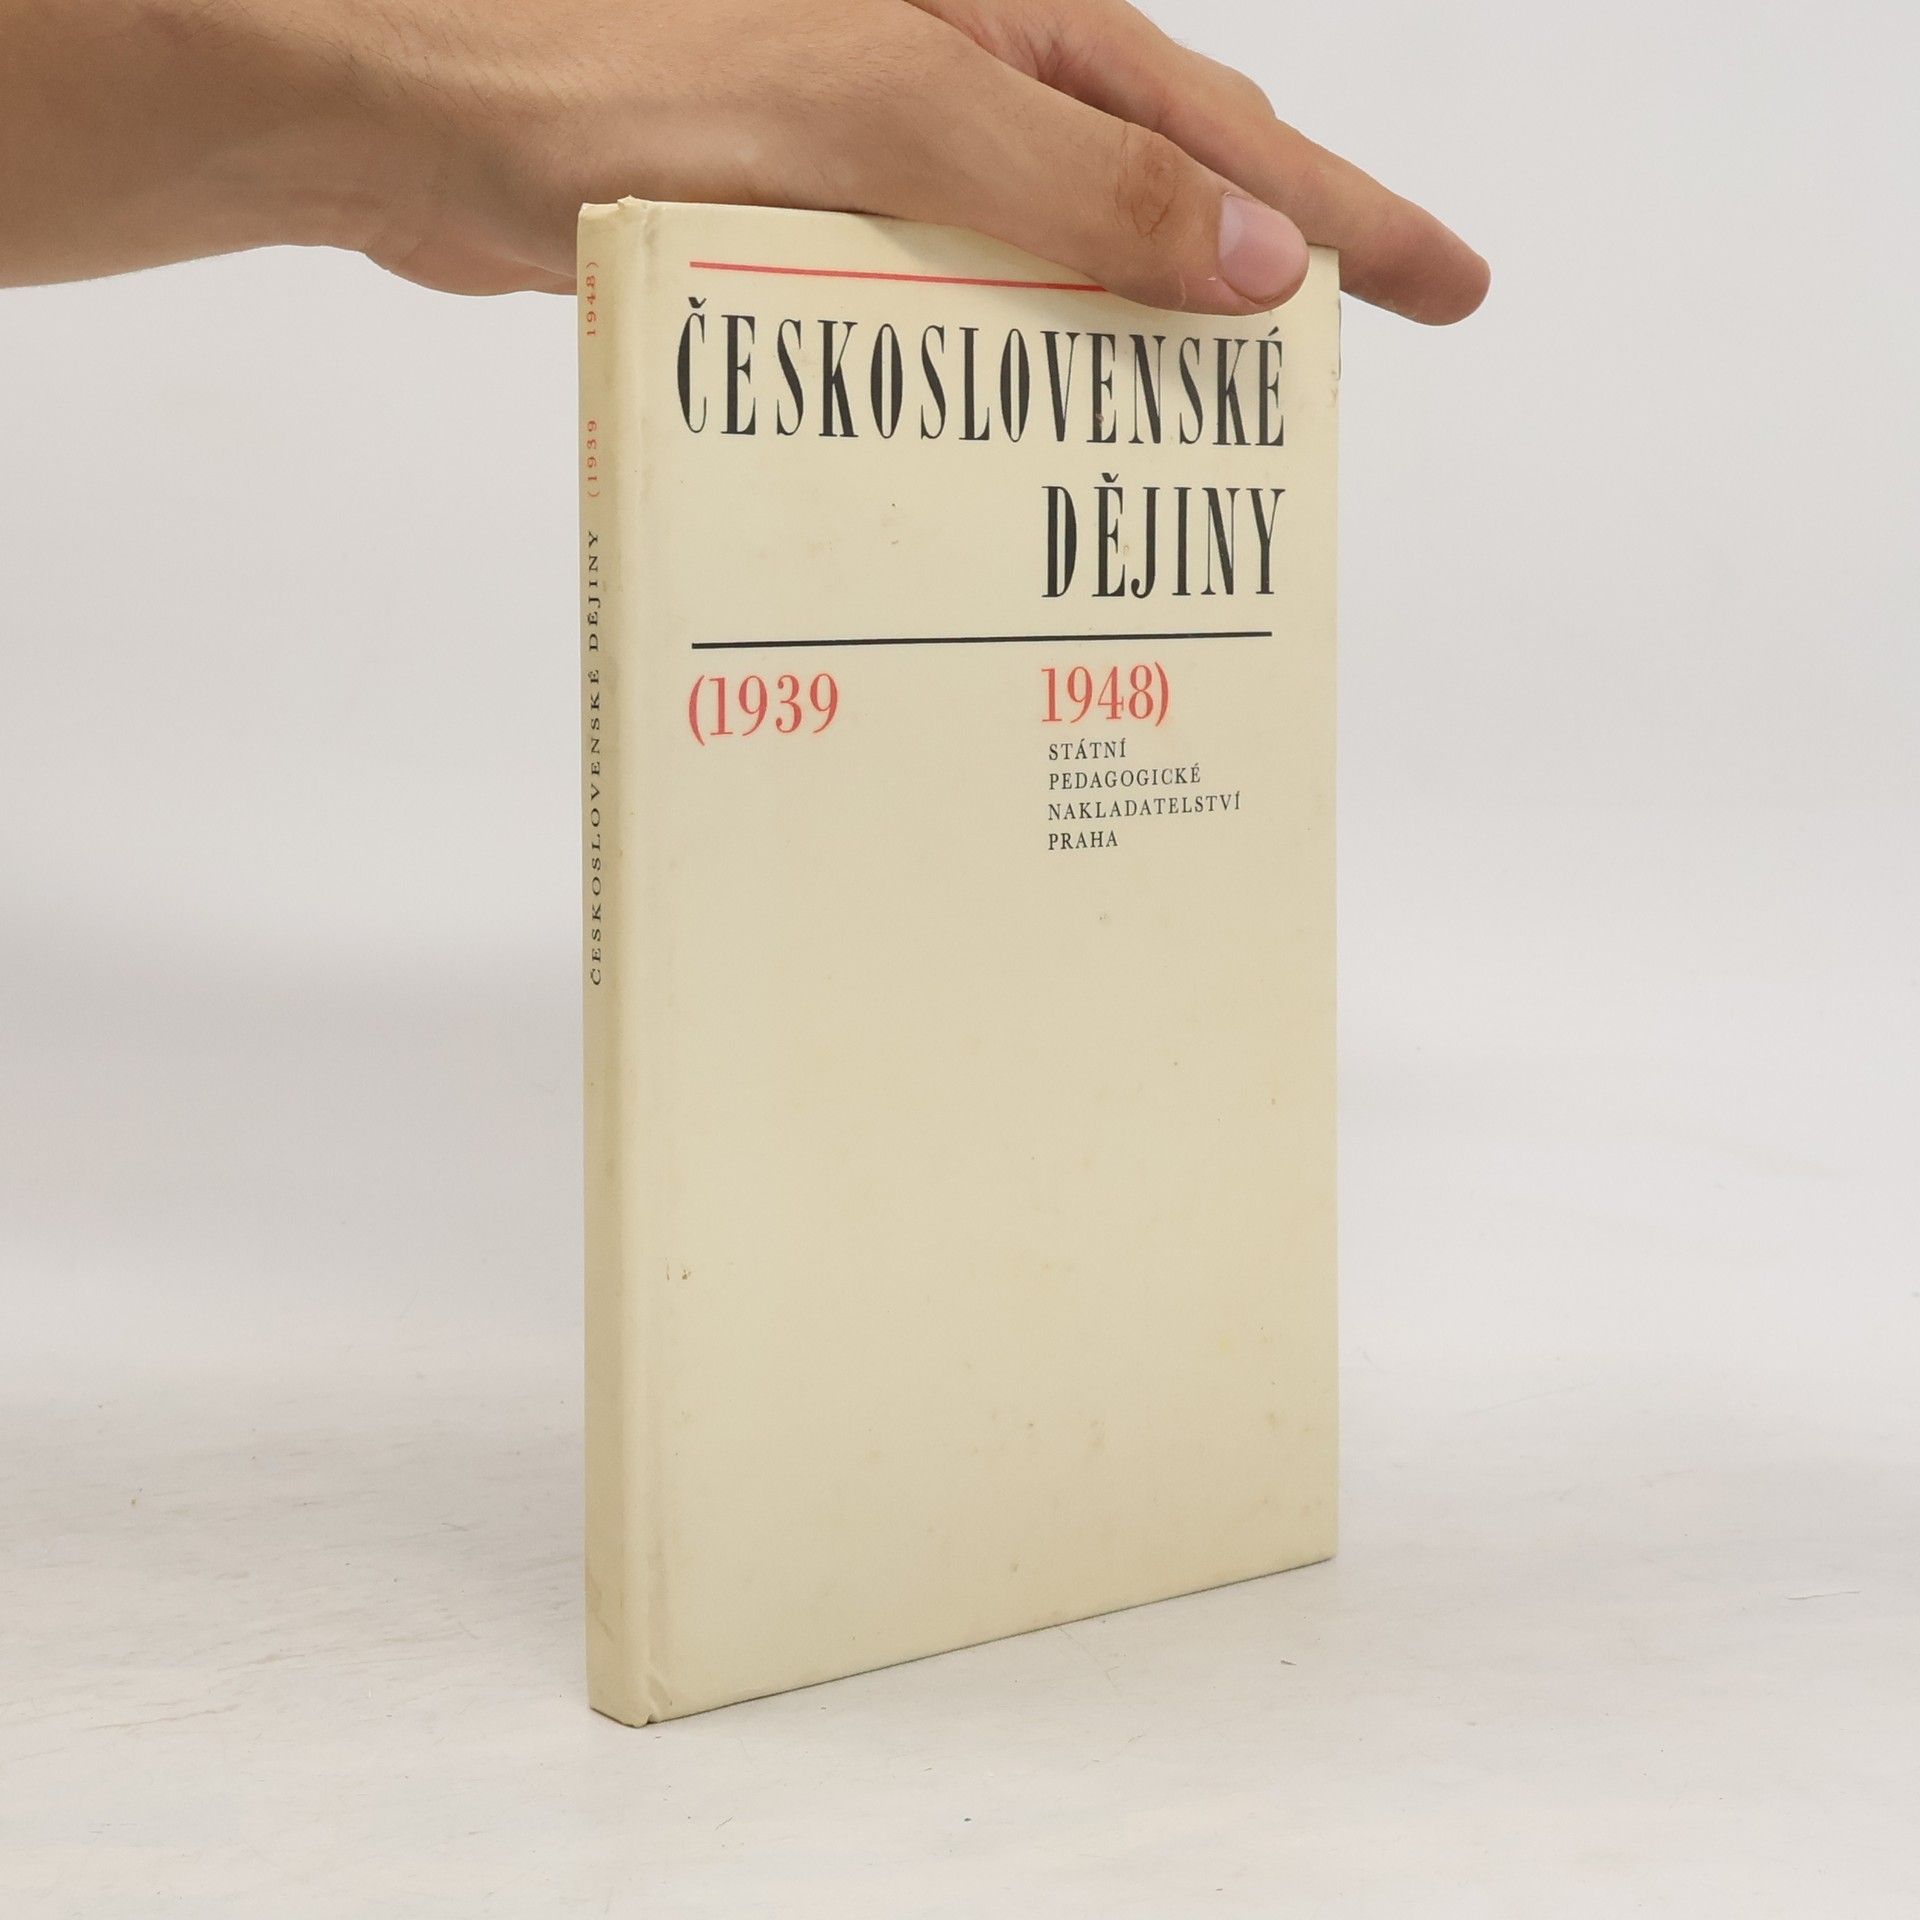 ČESKOSLOVENSKÉ DĚJINY (1939 1948)
ČESKOSLOVENSKÉ
DĚJINY
(1939 1948)
STÁTNÍ
PEDAGOGICKÉ
NAKLADATELSTVÍ
PRAHA